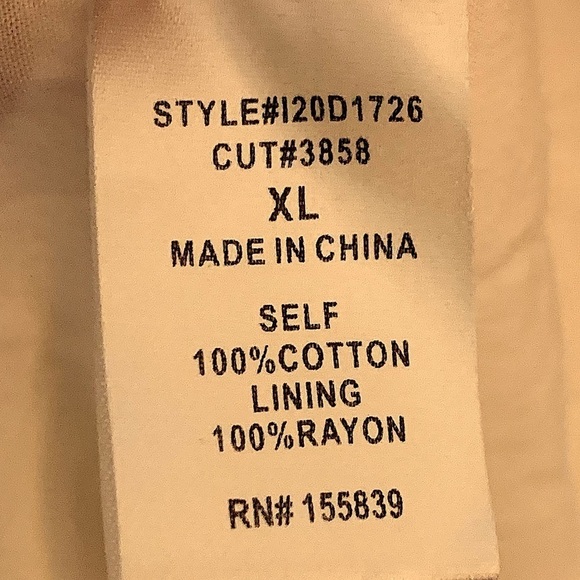 STYLE#I20D1726
CUT#3858
XL
MADE IN CHINA
SELF
100%COTTON
LINING
100%RAYON
RN# 155839